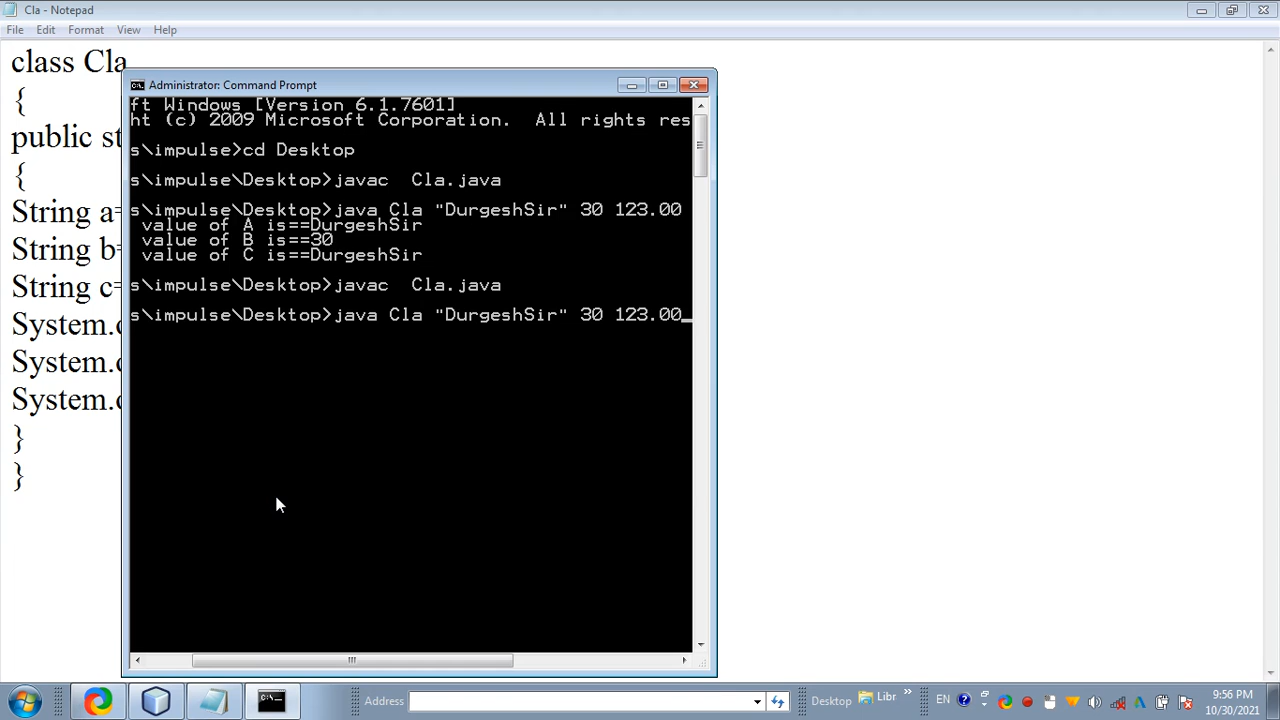 Cla - Notepad
File Edit Format View Help
class Cla
{
public st
{
String a=
String b=
String c=
System.
System.
System.
}
}
Administrator: Command Prompt
ft Windows [Version 6.1.7601]
ht (c) 2009 Microsoft Corporation.  All rights res
s\impulse>cd Desktop
s\impulse\Desktop>javac  Cla.java
s\impulse\Desktop>java Cla "DurgeshSir" 30 123.00
value of A is==DurgeshSir
value of B is==30
value of C is==DurgeshSir
s\impulse\Desktop>javac  Cla.java
s\impulse\Desktop>java Cla "DurgeshSir" 30 123.00_
Address Desktop Libr » EN 9:56 PM
10/30/2021